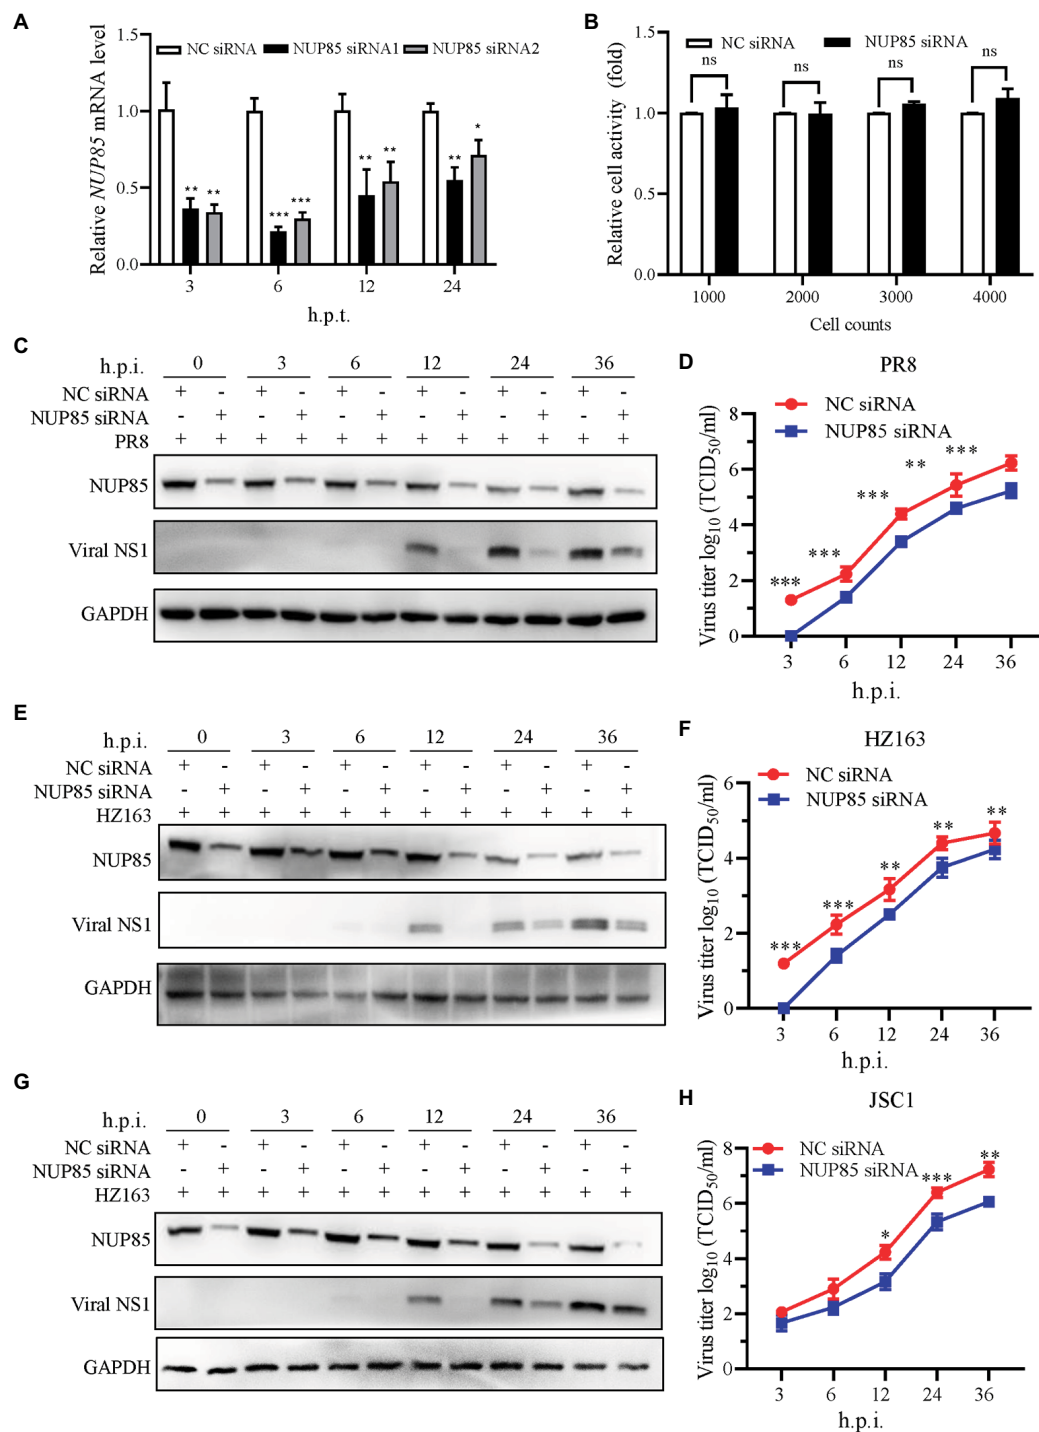 A
NC siRNA NUP85 siRNA1 NUP85 siRNA2
Relative NUP85 mRNA level
1.5
1.0
0.5
0.0
** ** *** *** ** ** ** *
3 6 12 24
h.p.t.
B
NC siRNA NUP85 siRNA
Relative cell activity (fold)
1.5
1.0
0.5
0.0
ns ns ns ns
1000 2000 3000 4000
Cell counts
C
h.p.i. 0 3 6 12 24 36
NC siRNA + - + - + - + - + - + -
NUP85 siRNA - + - + - + - + - + - +
PR8 + + + + + + + + + + + +
NUP85
Viral NS1
GAPDH
D
PR8
NC siRNA
NUP85 siRNA
Virus titer log10 (TCID50/ml)
8
6
4
2
0
*** *** *** ** ***
3 6 12 24 36
h.p.i.
E
h.p.i. 0 3 6 12 24 36
NC siRNA + - + - + - + - + - + -
NUP85 siRNA - + - + - + - + - + - +
HZ163 + + + + + + + + + + + +
NUP85
Viral NS1
GAPDH
F
HZ163
NC siRNA
NUP85 siRNA
Virus titer log10 (TCID50/ml)
6
4
2
0
*** *** ** ** **
3 6 12 24 36
h.p.i.
G
h.p.i. 0 3 6 12 24 36
NC siRNA + - + - + - + - + - + -
NUP85 siRNA - + - + - + - + - + - +
HZ163 + + + + + + + + + + + +
NUP85
Viral NS1
GAPDH
H
JSC1
NC siRNA
NUP85 siRNA
Virus titer log10 (TCID50/ml)
8
6
4
2
0
* *** **
3 6 12 24 36
h.p.i.